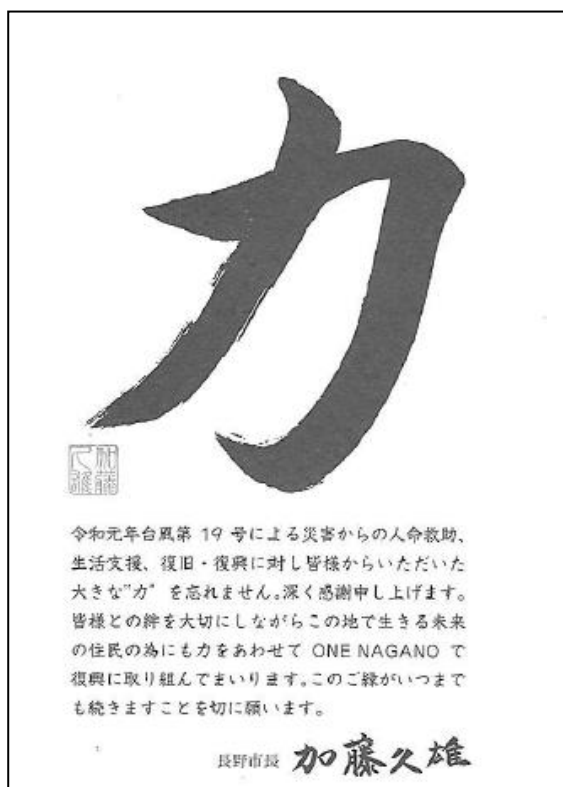 力
加藤久雄
令和元年台風第 19 号による災害からの人命救助、
生活支援、復旧・復興に対し皆様からいただいた
大きな"力" を忘れません。深く感謝申し上げます。
皆様との絆を大切にしながらこの地で生きる未来
の住民の為にも力をあわせて ONE NAGANO で
復興に取り組んでまいります。このご縁がいつまで
も続きますことを切に願います。
長野市長 加藤久雄